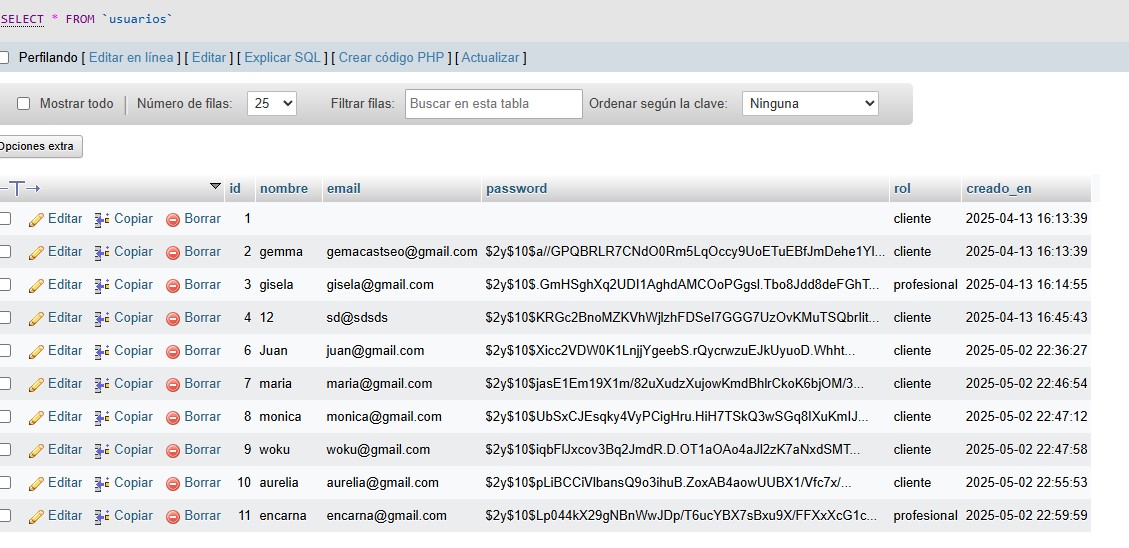 SELECT * FROM `usuarios`
Perfilando [ Editar en línea ] [ Editar ] [ Explicar SQL ] [ Crear código PHP ] [ Actualizar ]
Mostrar todo Número de filas: 25 Filtrar filas: Buscar en esta tabla Ordenar según la clave: Ninguna
Opciones extra
id nombre email password rol creado_en
Editar Copiar Borrar 1 cliente 2025-04-13 16:13:39
Editar Copiar Borrar 2 gemma gemacastseo@gmail.com $2y$10$a//GPQBRLR7CNdO0Rm5LqOccy9UoETuEBfJmDehe1YI... cliente 2025-04-13 16:13:39
Editar Copiar Borrar 3 gisela gisela@gmail.com $2y$10$.GmHSghXq2UDI1AghdAMCOoPGgsl.Tbo8Jdd8deFGhT... profesional 2025-04-13 16:14:55
Editar Copiar Borrar 4 12 sd@sdsds $2y$10$KRGc2BnoMZKVhWjlzhFDSeI7GGG7UzOvKMuTSQbrlit... cliente 2025-04-13 16:45:43
Editar Copiar Borrar 6 Juan juan@gmail.com $2y$10$Xicc2VDW0K1LnjjYgeebS.rQycrwzuEJkUyuoD.Whht... cliente 2025-05-02 22:36:27
Editar Copiar Borrar 7 maria maria@gmail.com $2y$10$jasE1Em19X1m/82uXudzXujowKmdBhlrCkoK6bjOM/3... cliente 2025-05-02 22:46:54
Editar Copiar Borrar 8 monica monica@gmail.com $2y$10$UbSxCJEsqky4VyPCigHru.HiH7TSkQ3wSGq8IXuKmIJ... cliente 2025-05-02 22:47:12
Editar Copiar Borrar 9 woku woku@gmail.com $2y$10$iqbFIJxcov3Bq2JmdR.D.OT1aOAo4aJl2zK7aNxdSMT... cliente 2025-05-02 22:47:58
Editar Copiar Borrar 10 aurelia aurelia@gmail.com $2y$10$pLiBCCiVlbansQ9o3ihuB.ZoxAB4aowUUBX1/Vfc7x/... cliente 2025-05-02 22:55:53
Editar Copiar Borrar 11 encarna encarna@gmail.com $2y$10$Lp044kX29gNBnWwJDp/T6ucYBX7sBxu9X/FFXxXcG1c... profesional 2025-05-02 22:59:59